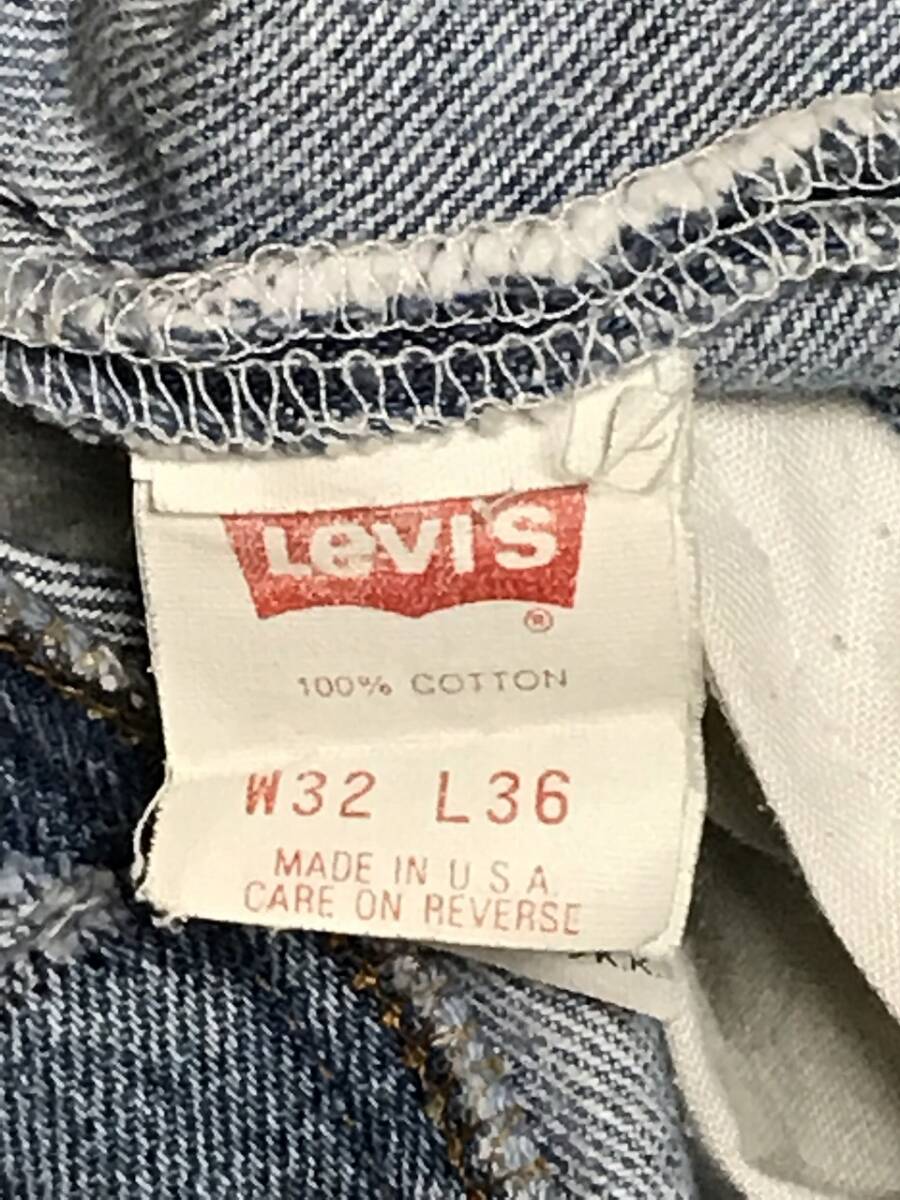 Levi's
®
100% COTTON
W32 L36
MADE IN U S A.
CARE ON REVERSE